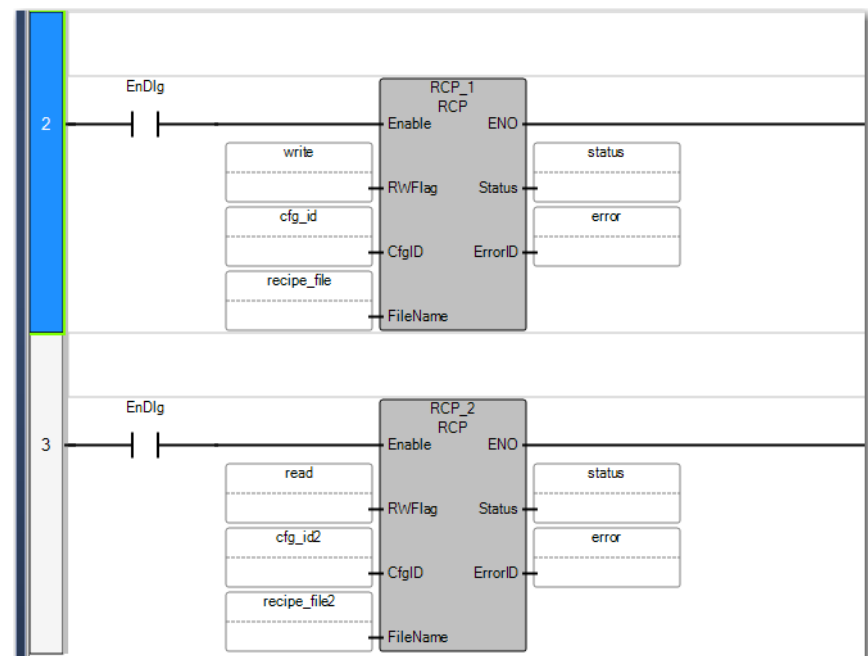 EnDlg
RCP_1
RCP
2
Enable ENO
write
status
RWFlag Status
cfg_id
error
CfgID ErrorID
recipe_file
FileName
EnDlg
RCP_2
RCP
3
Enable ENO
read
status
RWFlag Status
cfg_id2
error
CfgID ErrorID
recipe_file2
FileName